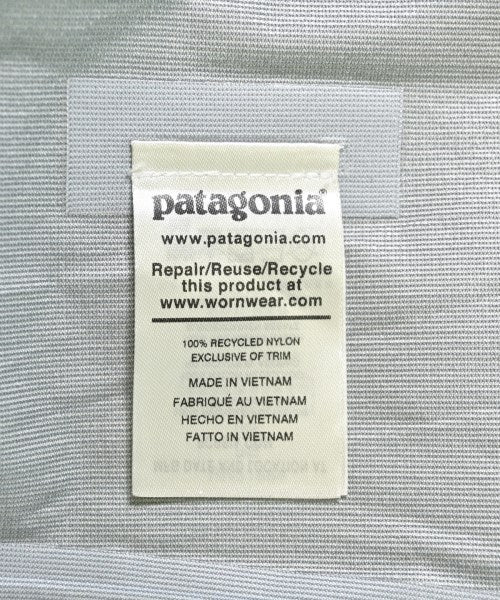 patagonia®
www.patagonia.com
Repair/Reuse/Recycle
this product at
www.wornwear.com
100% RECYCLED NYLON
EXCLUSIVE OF TRIM
MADE IN VIETNAM
FABRIQUÉ AU VIETNAM
HECHO EN VIETNAM
FATTO IN VIETNAM